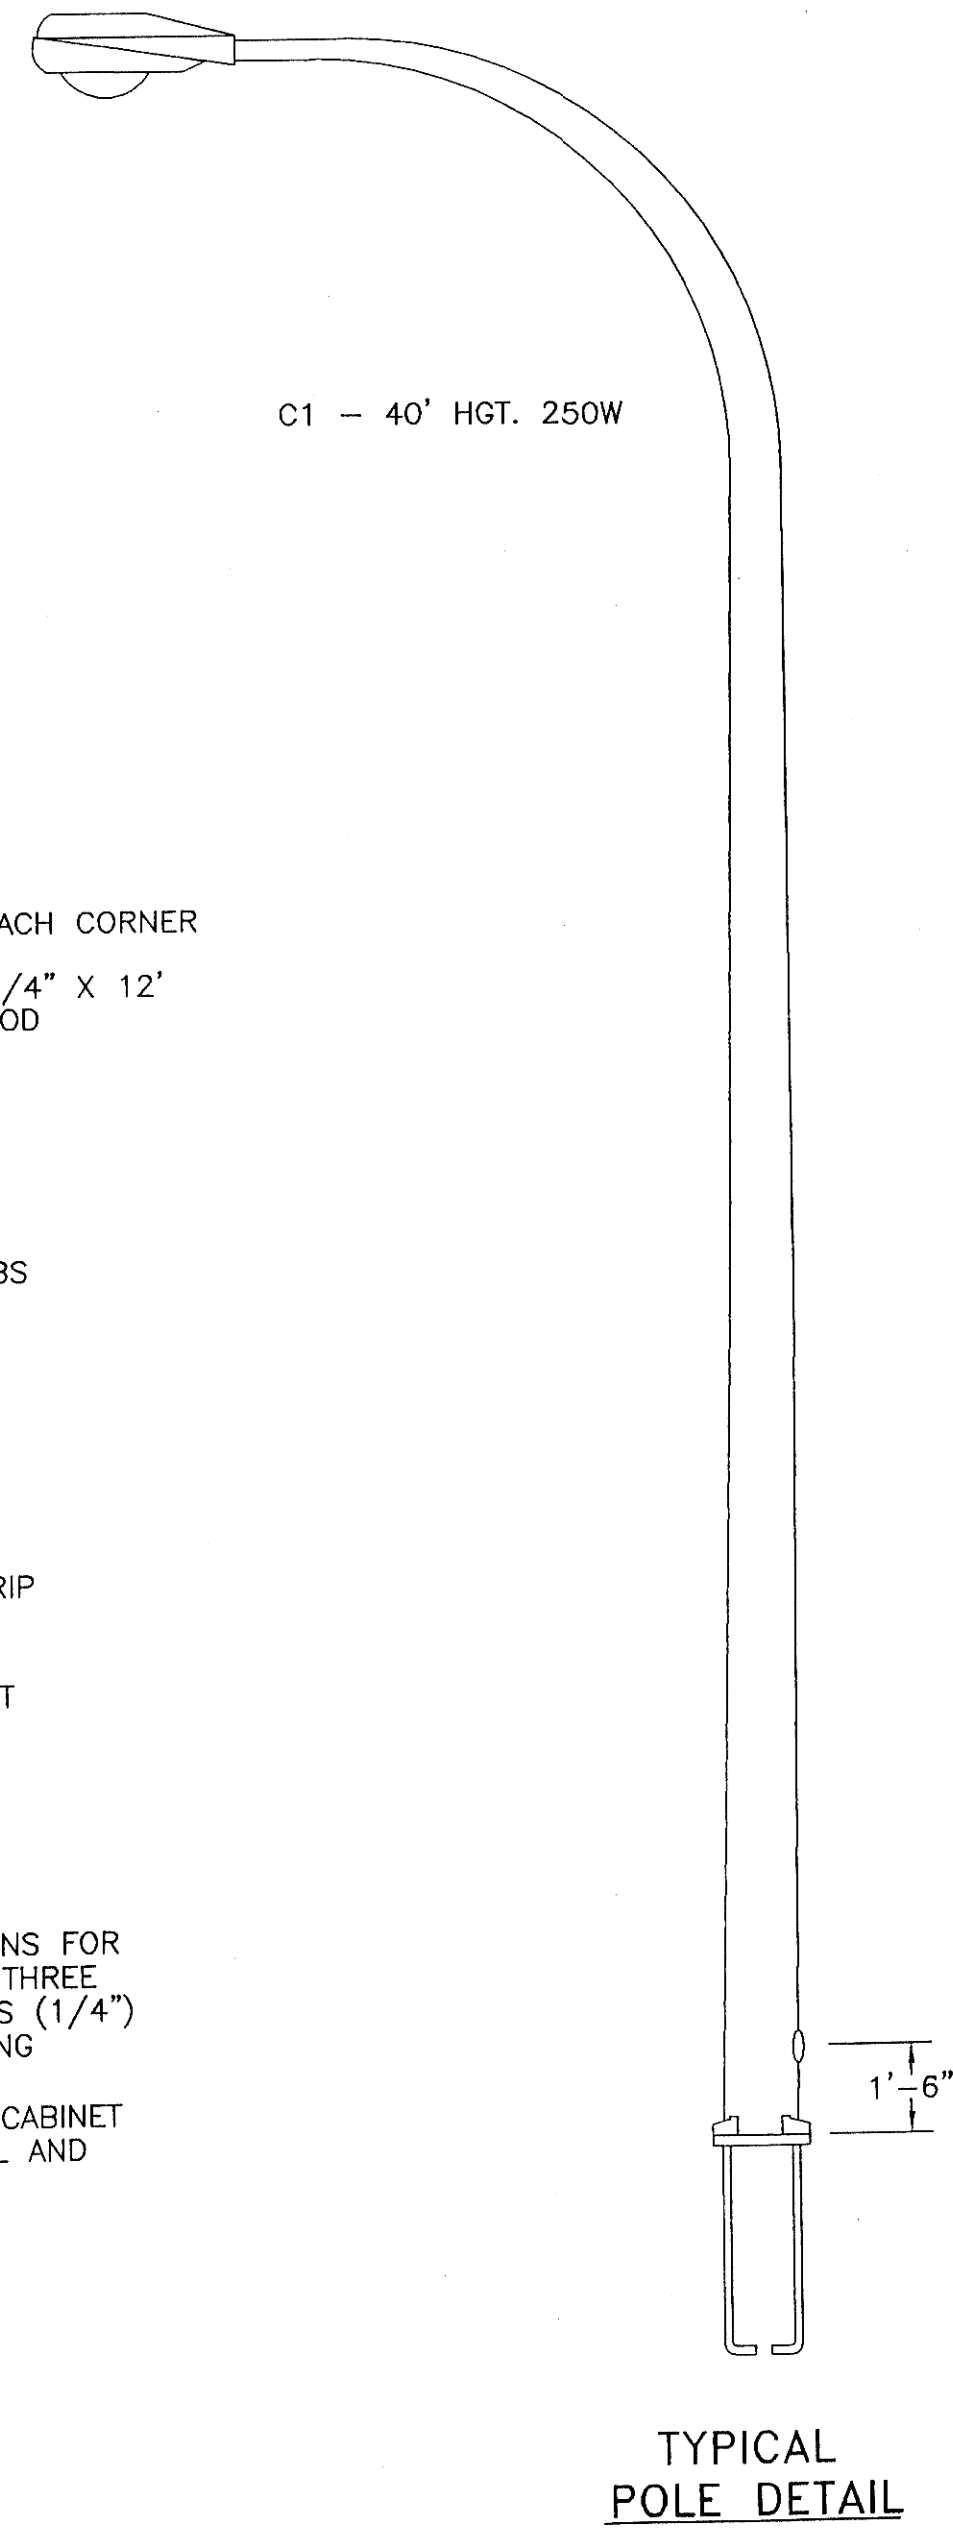 C1 – 40' HGT. 250W
ACH CORNER
/4" X 12'
OD
BS
RIP
T
NS FOR
THREE
S (1/4")
NG
CABINET
L AND
1'-6"
TYPICAL
POLE DETAIL